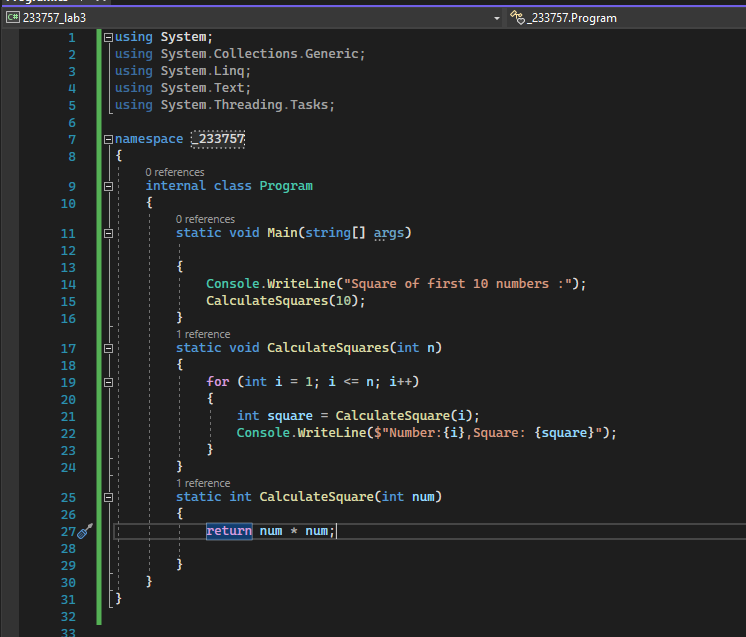 C# 233757_lab3
_233757.Program
1 using System;
2 using System.Collections.Generic;
3 using System.Linq;
4 using System.Text;
5 using System.Threading.Tasks;
6
7 namespace _233757
8 {
0 references
9 internal class Program
10 {
0 references
11 static void Main(string[] args)
12
13 {
14 Console.WriteLine("Square of first 10 numbers :");
15 CalculateSquares(10);
16 }
1 reference
17 static void CalculateSquares(int n)
18 {
19 for (int i = 1; i <= n; i++)
20 {
21 int square = CalculateSquare(i);
22 Console.WriteLine($"Number:{i},Square: {square}");
23 }
24 }
1 reference
25 static int CalculateSquare(int num)
26 {
27 return num * num;
28
29 }
30 }
31 }
32
33